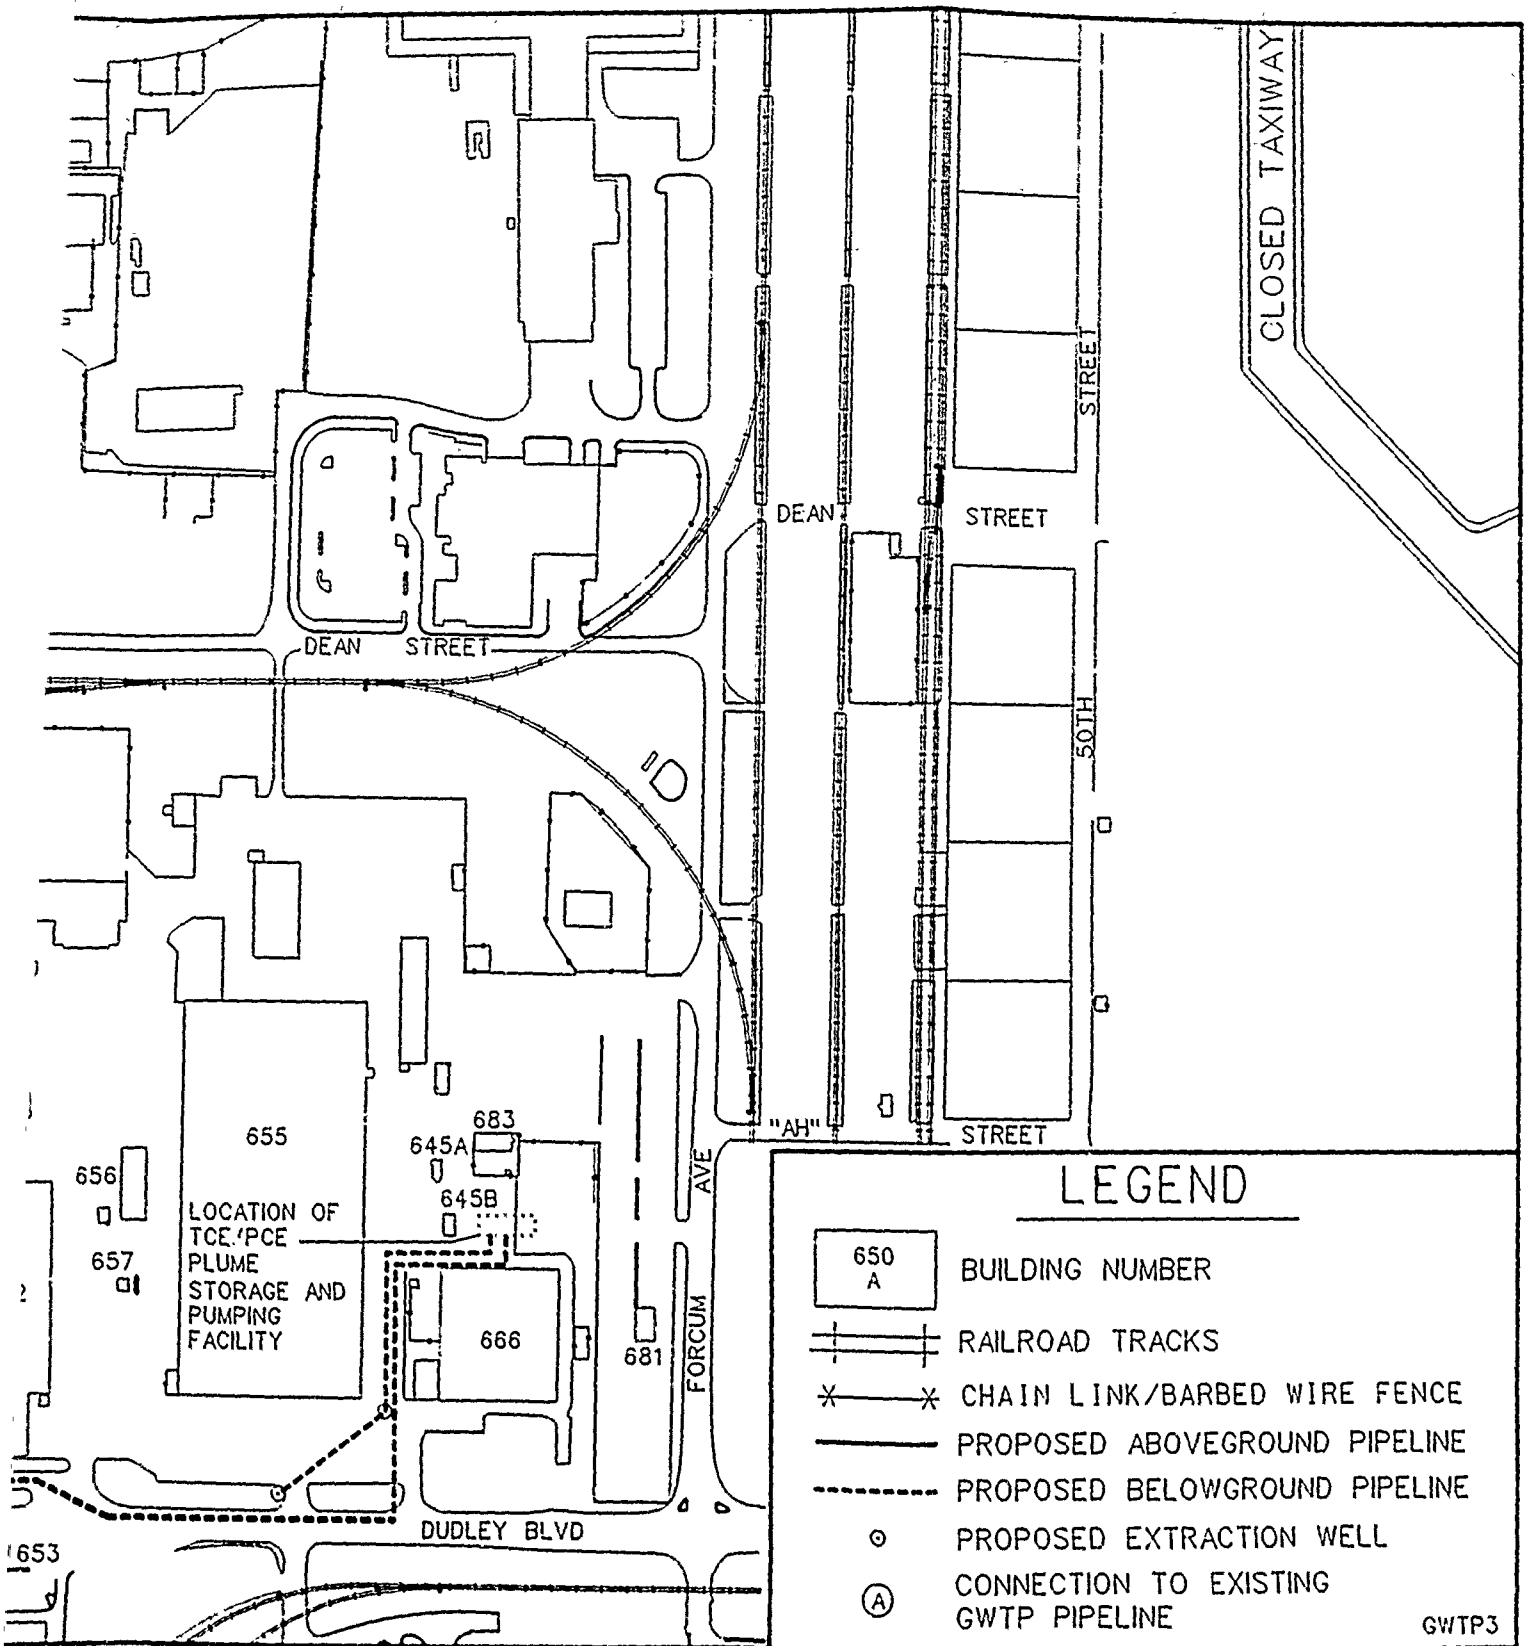 CLOSED TAXIWAY
STREET
DEAN
STREET
DEAN STREET
50TH
"AH"
STREET
683
645A
655
656
645B
LOCATION OF
TCE/PCE
PLUME
STORAGE AND
PUMPING
FACILITY
657
AVE
FORCUM
666
681
DUDLEY BLVD
653
LEGEND
650
A
BUILDING NUMBER
RAILROAD TRACKS
CHAIN LINK/BARBED WIRE FENCE
PROPOSED ABOVEGROUND PIPELINE
PROPOSED BELOWGROUND PIPELINE
PROPOSED EXTRACTION WELL
A
CONNECTION TO EXISTING
GWTP PIPELINE
GWTP3